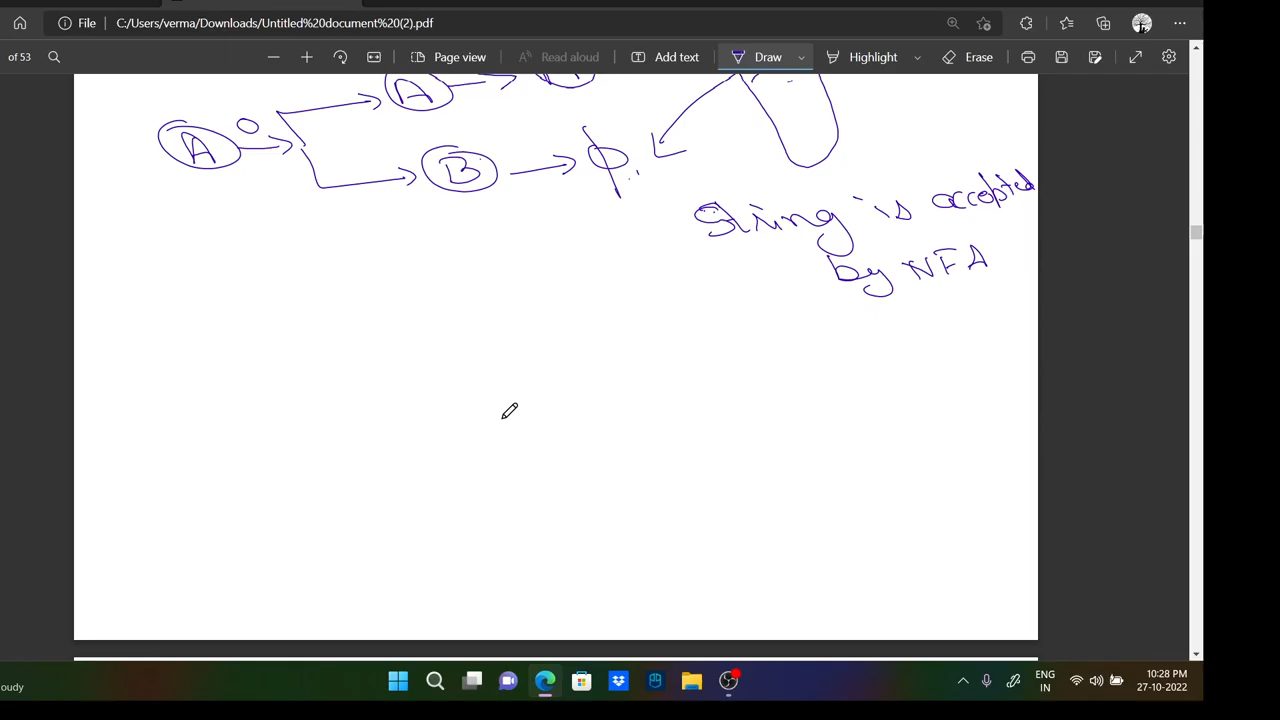 File C:/Users/verma/Downloads/Untitled%20document%20(2).pdf
of 53 Page view Read aloud Add text Draw Highlight Erase
A
A O
B ϕ
String is accepted
by NFA
oudy
ENG
IN
10:28 PM
27-10-2022